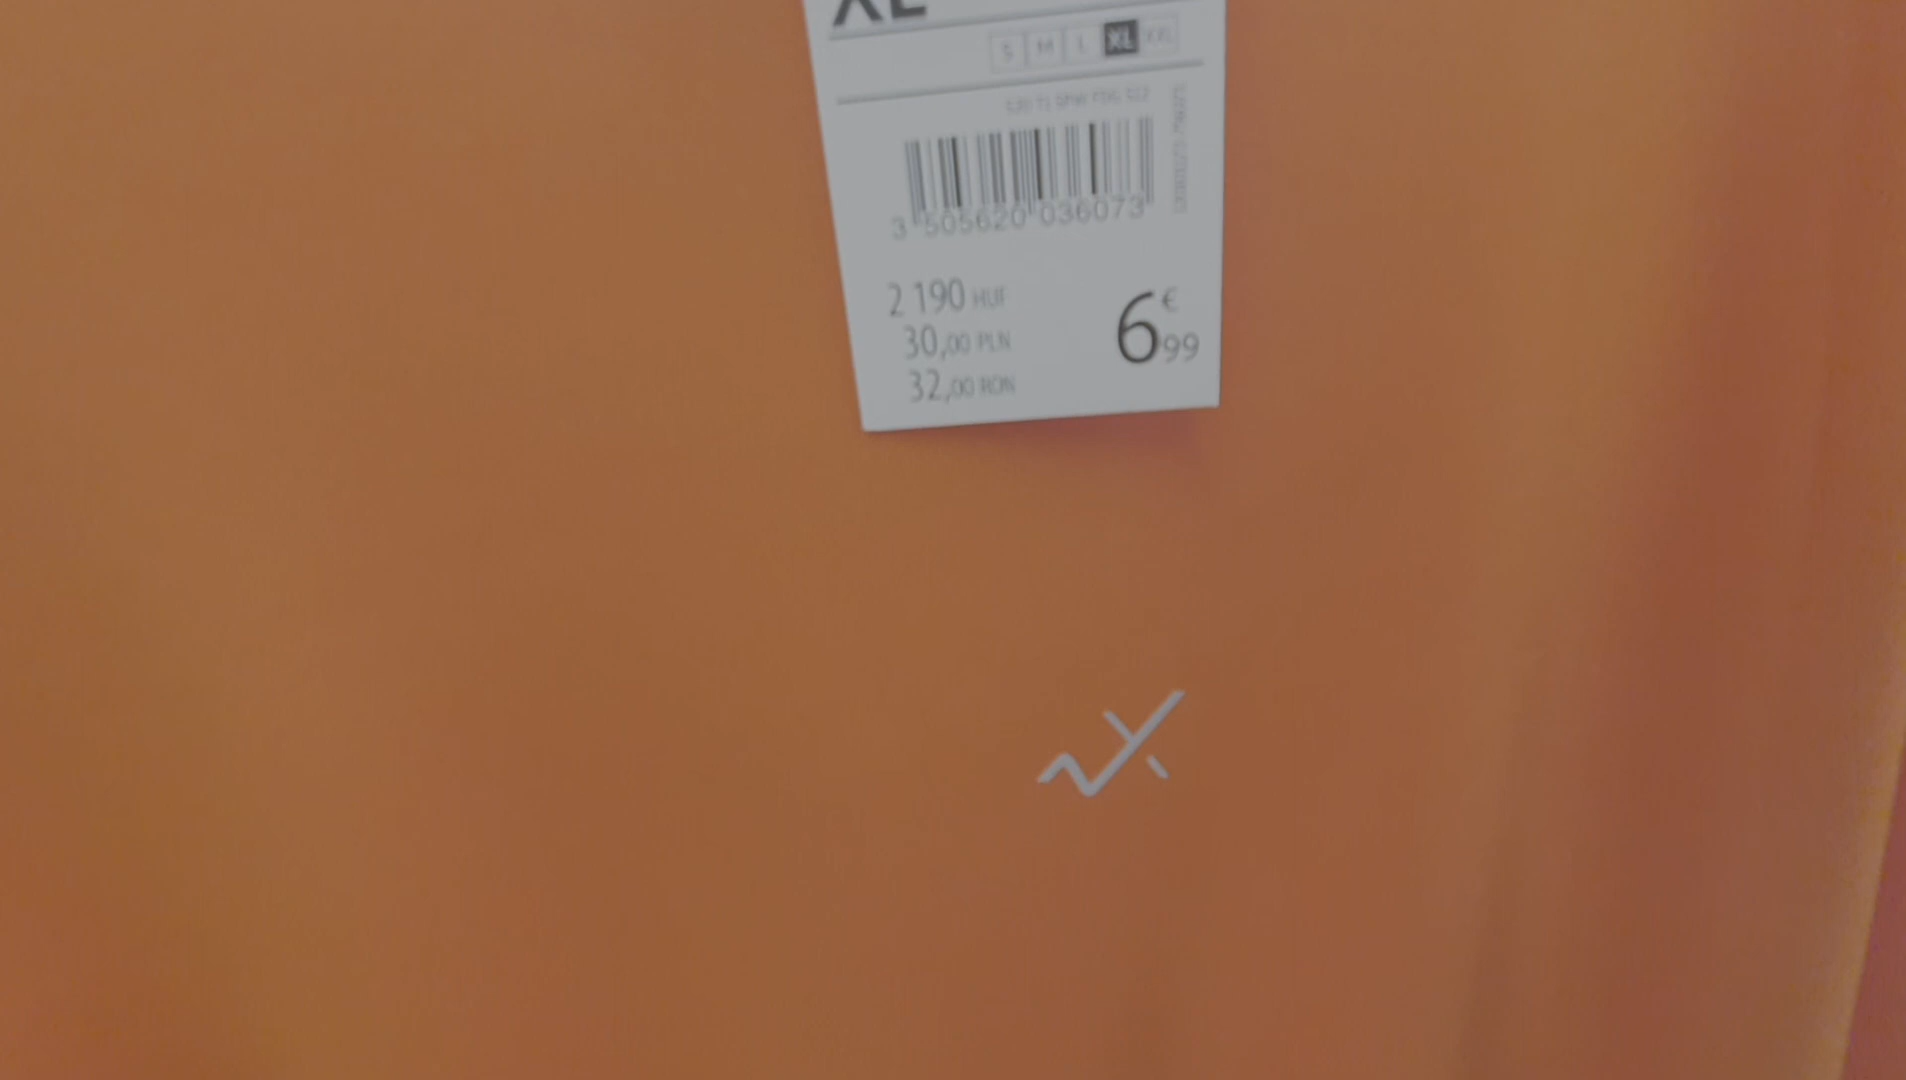 XL
S M L XL XXL
3 505620 036073
2 190 HUF
30,00 PLN
32,00 RON
6€99